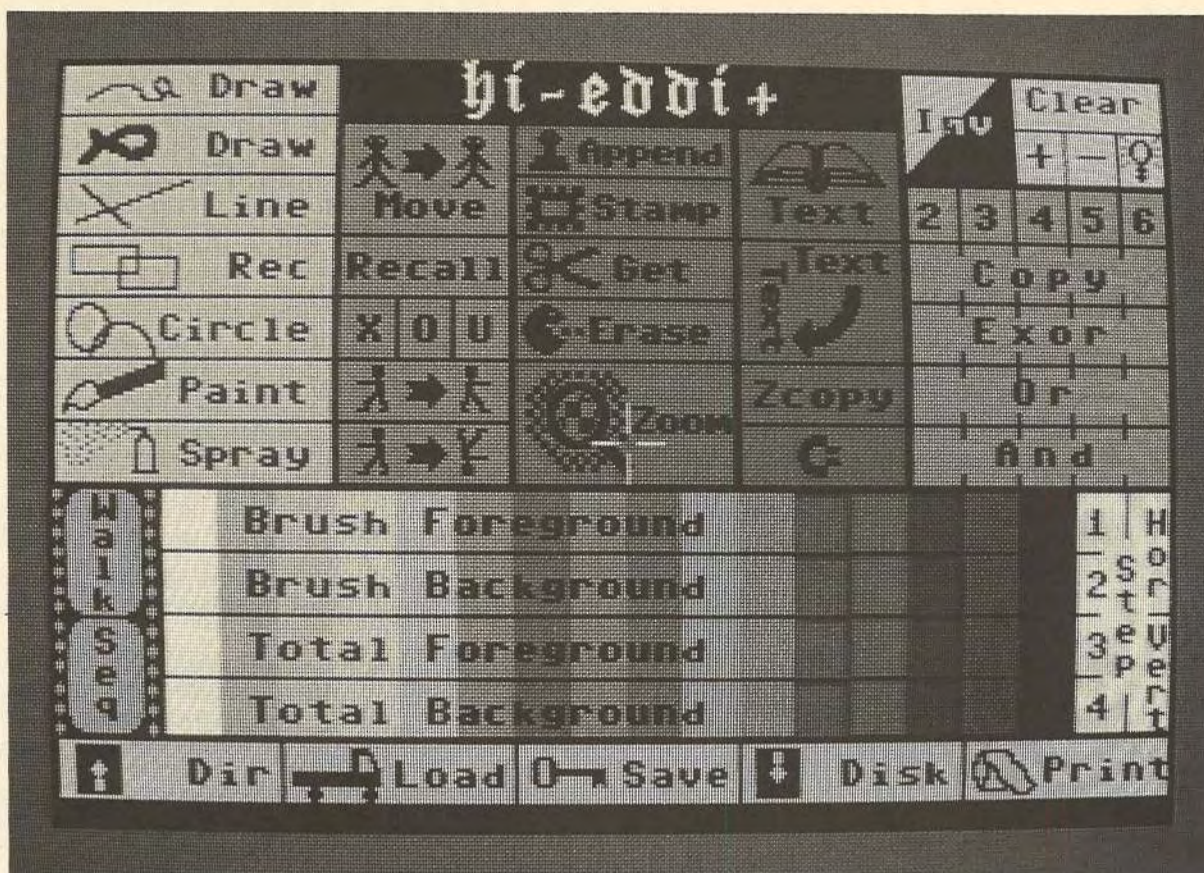 hi-eddi+
Draw
Draw
Line
Rec
Circle
Paint
Spray
Move
Recall
X O U
Append
Stamp
Get
Erase
Zoom
Text
Text
Text
Zcopy
Inv
Clear
+ -
2 3 4 5 6
Copy
Exor
Or
And
Walk
Seq
Brush Foreground
Brush Background
Total Foreground
Total Background
1
2
3
4
Step
Hor
Vert
Dir
Load
Save
Disk
Print